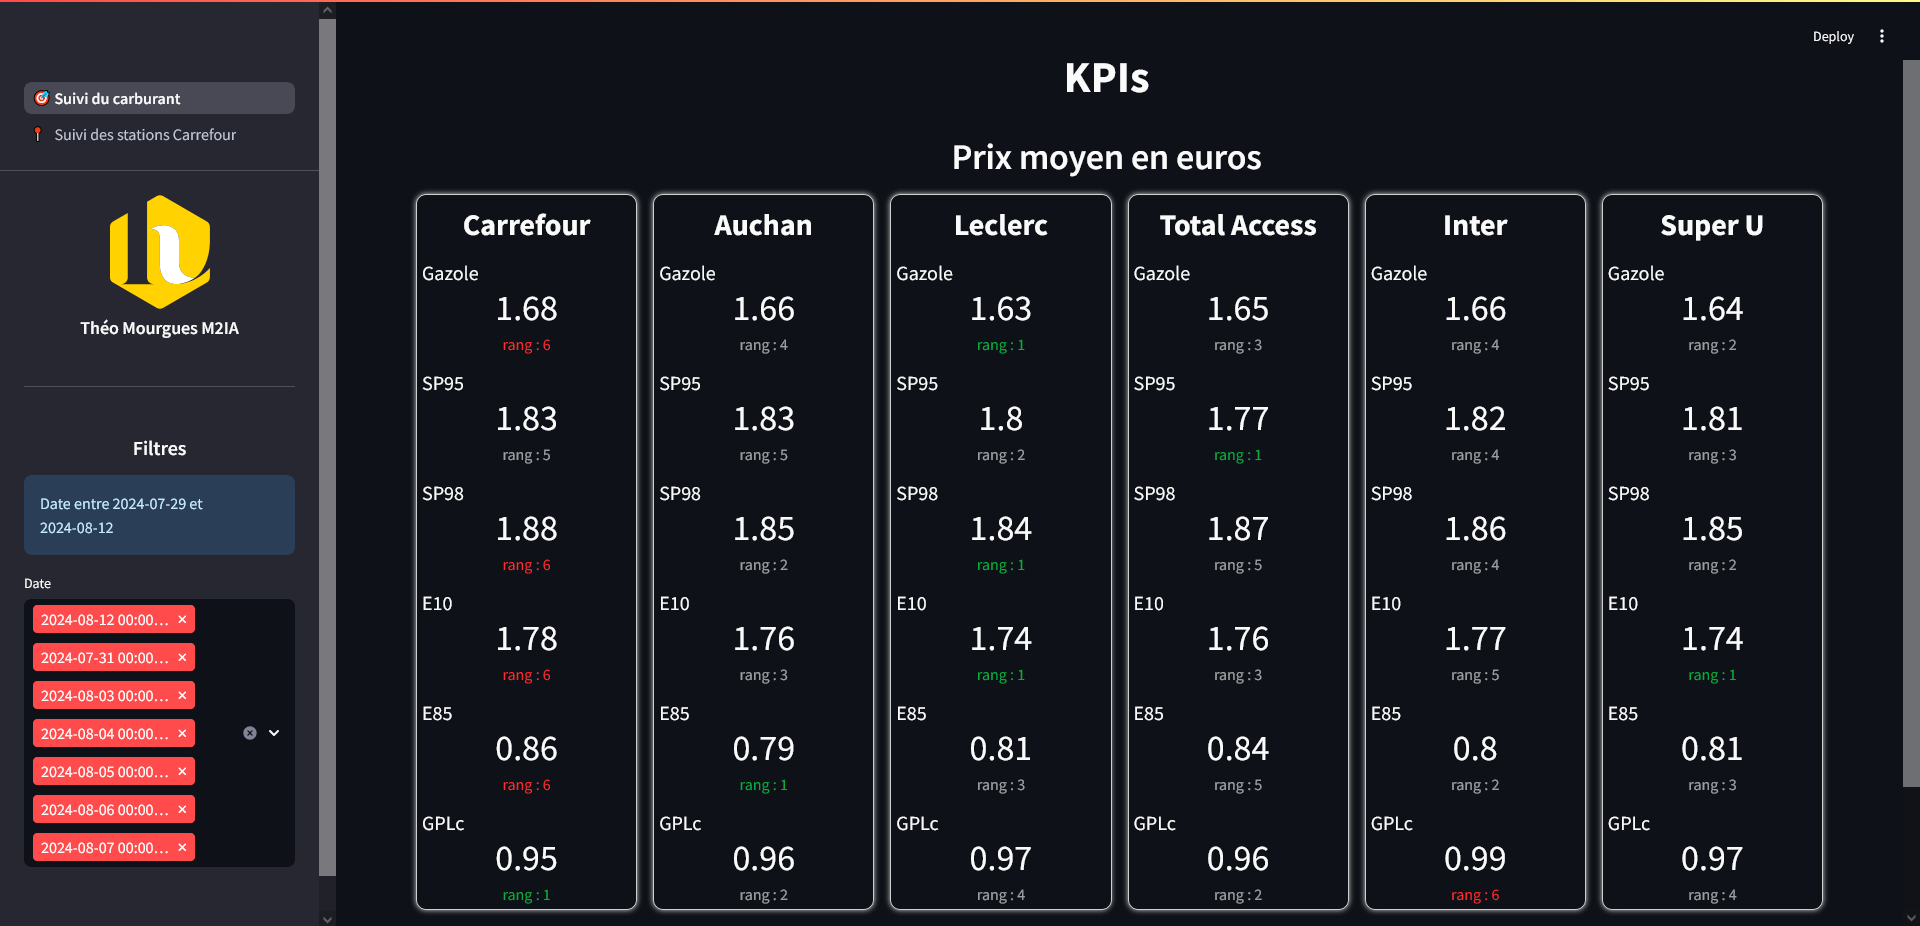 Deploy
Suivi du carburant
Suivi des stations Carrefour
Théo Mourgues M2IA
Filtres
Date entre 2024-07-29 et
2024-08-12
Date
2024-08-12 00:00...
2024-07-31 00:00...
2024-08-03 00:00...
2024-08-04 00:00...
2024-08-05 00:00...
2024-08-06 00:00...
2024-08-07 00:00...
KPIs
Prix moyen en euros
Carrefour
Gazole
1.68
rang : 6
SP95
1.83
rang : 5
SP98
1.88
rang : 6
E10
1.78
rang : 6
E85
0.86
rang : 6
GPLc
0.95
rang : 1
Auchan
Gazole
1.66
rang : 4
SP95
1.83
rang : 5
SP98
1.85
rang : 2
E10
1.76
rang : 3
E85
0.79
rang : 1
GPLc
0.96
rang : 2
Leclerc
Gazole
1.63
rang : 1
SP95
1.8
rang : 2
SP98
1.84
rang : 1
E10
1.74
rang : 1
E85
0.81
rang : 3
GPLc
0.97
rang : 4
Total Access
Gazole
1.65
rang : 3
SP95
1.77
rang : 1
SP98
1.87
rang : 5
E10
1.76
rang : 3
E85
0.84
rang : 5
GPLc
0.96
rang : 2
Inter
Gazole
1.66
rang : 4
SP95
1.82
rang : 4
SP98
1.86
rang : 4
E10
1.77
rang : 5
E85
0.8
rang : 2
GPLc
0.99
rang : 6
Super U
Gazole
1.64
rang : 2
SP95
1.81
rang : 3
SP98
1.85
rang : 2
E10
1.74
rang : 1
E85
0.81
rang : 3
GPLc
0.97
rang : 4